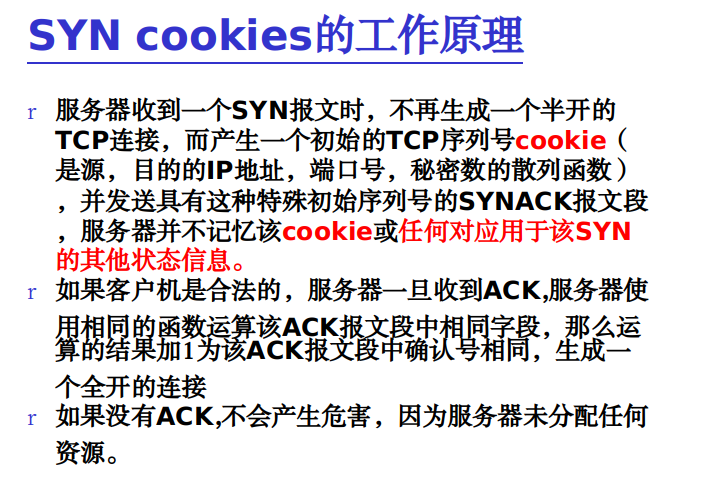 SYN cookies的工作原理
r 服务器收到一个SYN报文时，不再生成一个半开的
TCP连接，而产生一个初始的TCP序列号cookie（
是源，目的的IP地址，端口号，秘密数的散列函数）
，并发送具有这种特殊初始序列号的SYNACK报文段
，服务器并不记忆该cookie或任何对应用于该SYN
的其他状态信息。
r 如果客户机是合法的，服务器一旦收到ACK,服务器使
用相同的函数运算该ACK报文段中相同字段，那么运
算的结果加1为该ACK报文段中确认号相同，生成一
个全开的连接
r 如果没有ACK,不会产生危害，因为服务器未分配任何
资源。